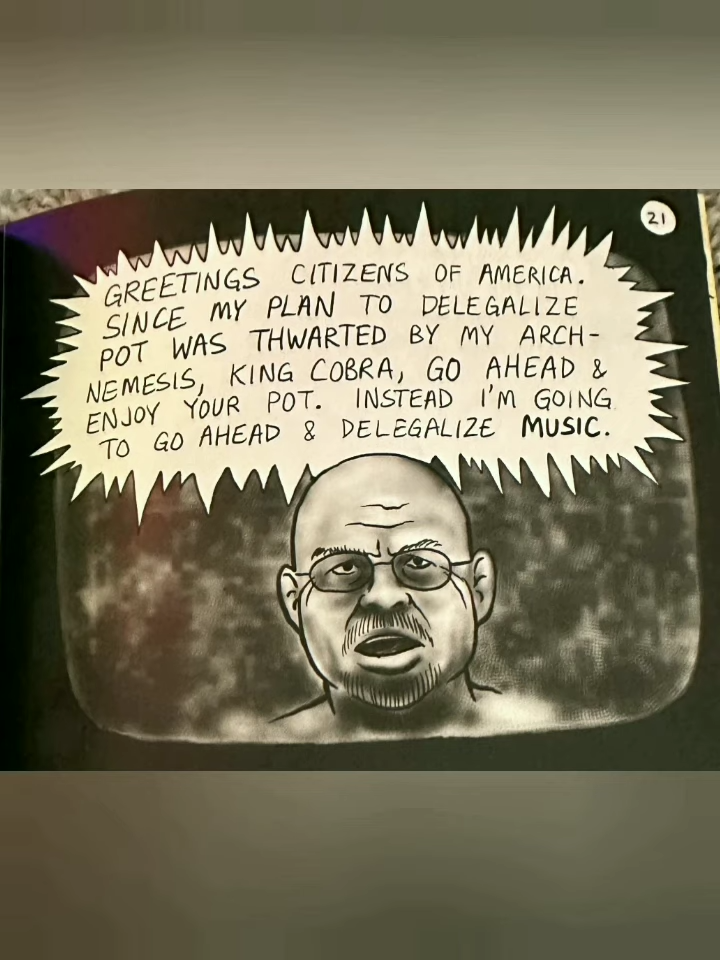 21
GREETINGS CITIZENS OF AMERICA.
SINCE MY PLAN TO DELEGALIZE
POT WAS THWARTED BY MY ARCH-
NEMESIS, KING COBRA, GO AHEAD &
ENJOY YOUR POT. INSTEAD I'M GOING
TO GO AHEAD & DELEGALIZE MUSIC.